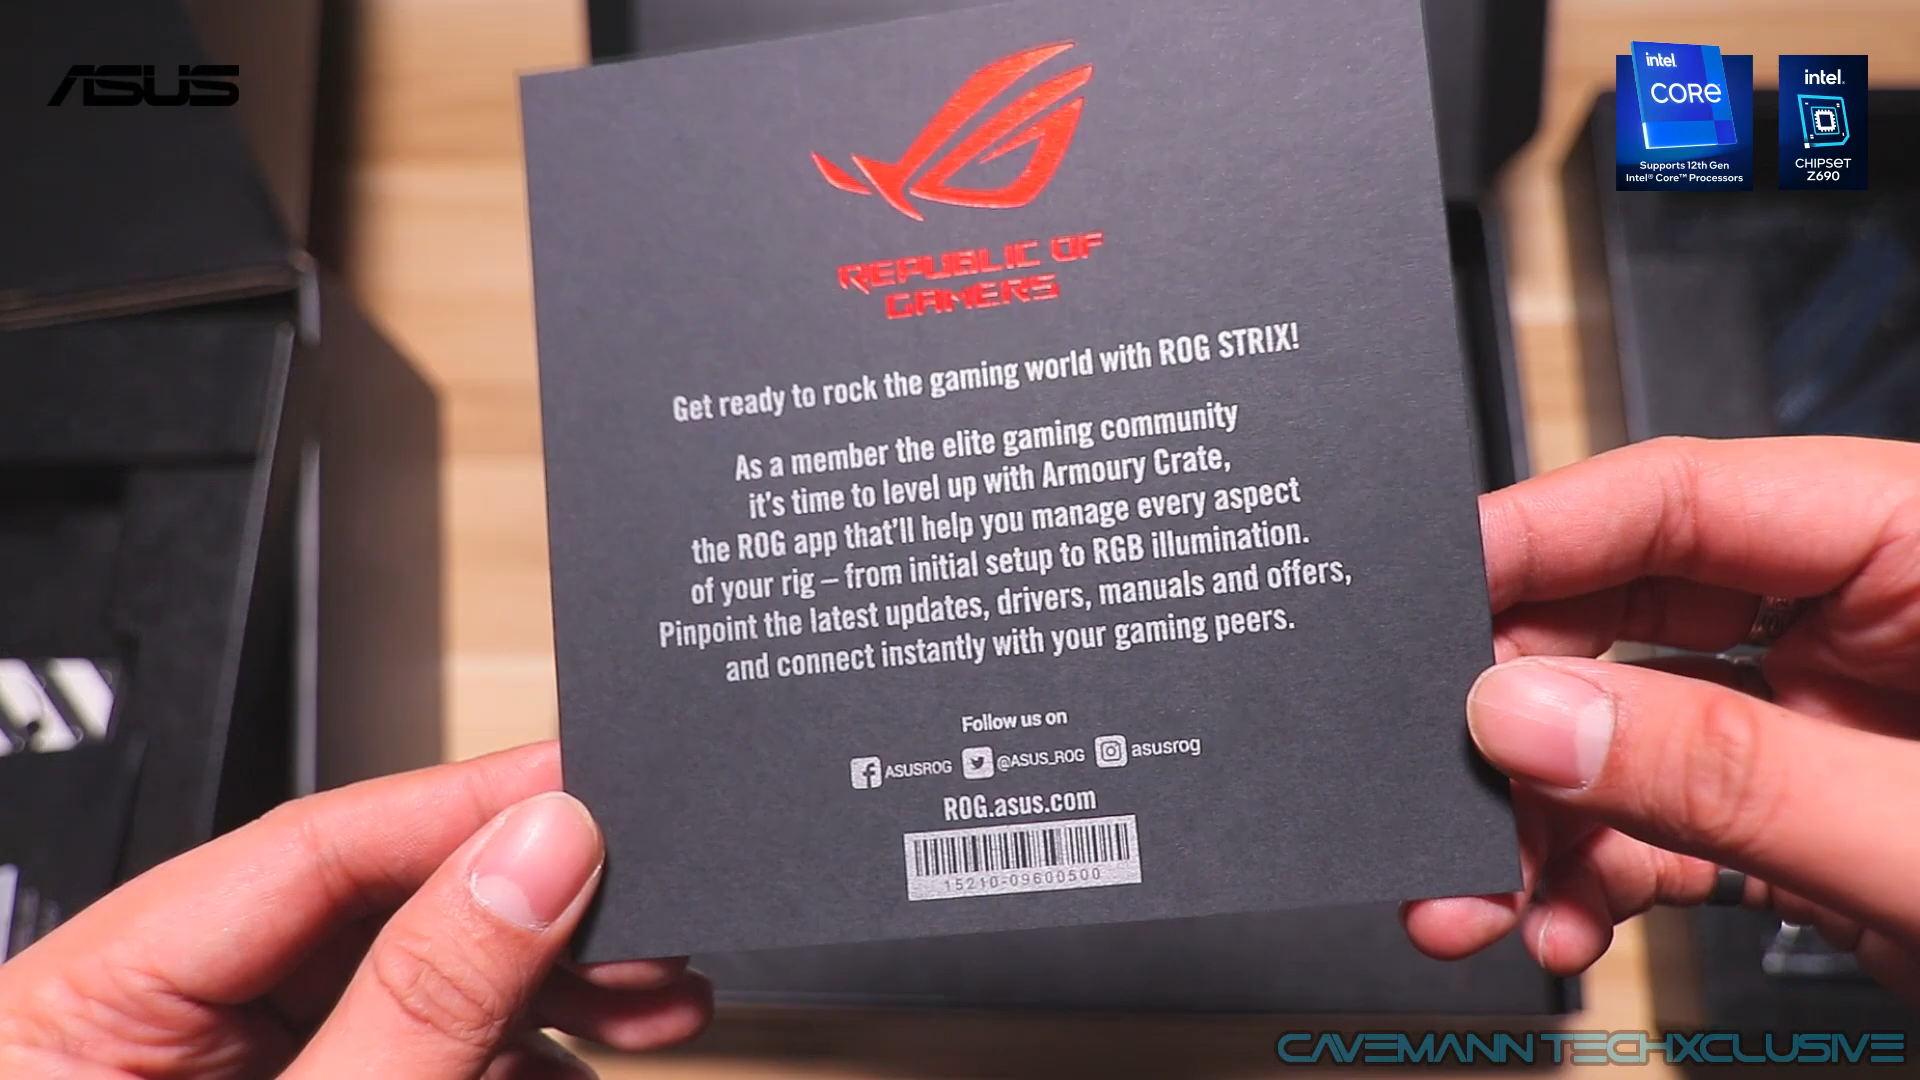 ASUS
intel
CORE
Supports 12th Gen
Intel® Core™ Processors
intel
CHIPSET
Z690
REPUBLIC OF
GAMERS
Get ready to rock the gaming world with ROG STRIX!
As a member the elite gaming community
it's time to level up with Armoury Crate,
the ROG app that'll help you manage every aspect
of your rig – from initial setup to RGB illumination.
Pinpoint the latest updates, drivers, manuals and offers,
and connect instantly with your gaming peers.
Follow us on
ASUSROG @ASUS_ROG asusrog
ROG.asus.com
15210-09600500
CAVEMANN TECHXCLUSIVE